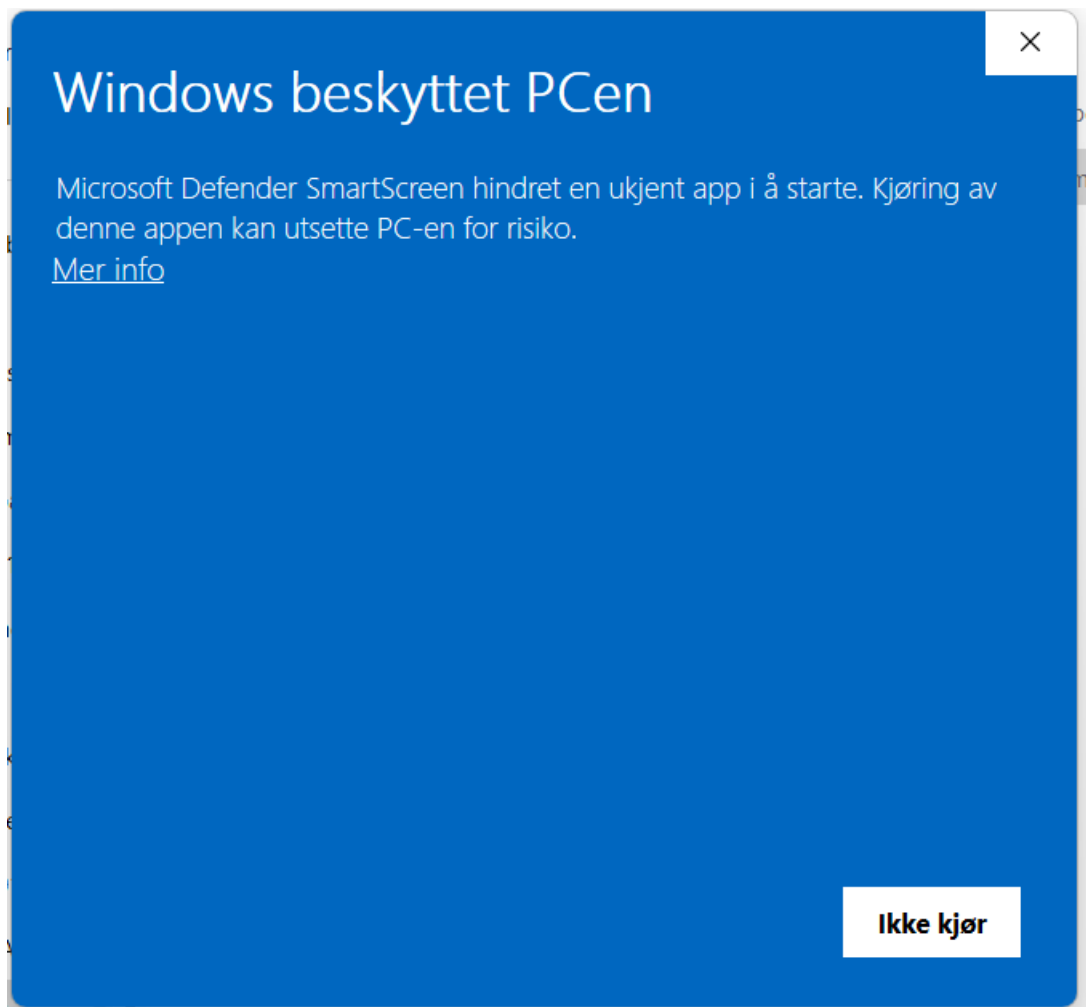 Windows beskyttet PCen
Microsoft Defender SmartScreen hindret en ukjent app i å starte. Kjøring av
denne appen kan utsette PC-en for risiko.
Mer info
Ikke kjør